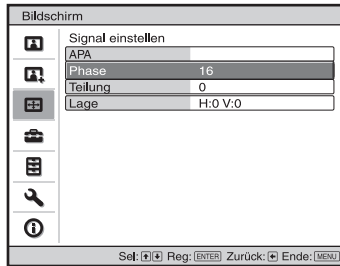 Bildschirm
Signal einstellen
APA
Phase 16
Teilung 0
Lage H:0 V:0
Sel: Reg: ENTER Zurück: Ende: MENU